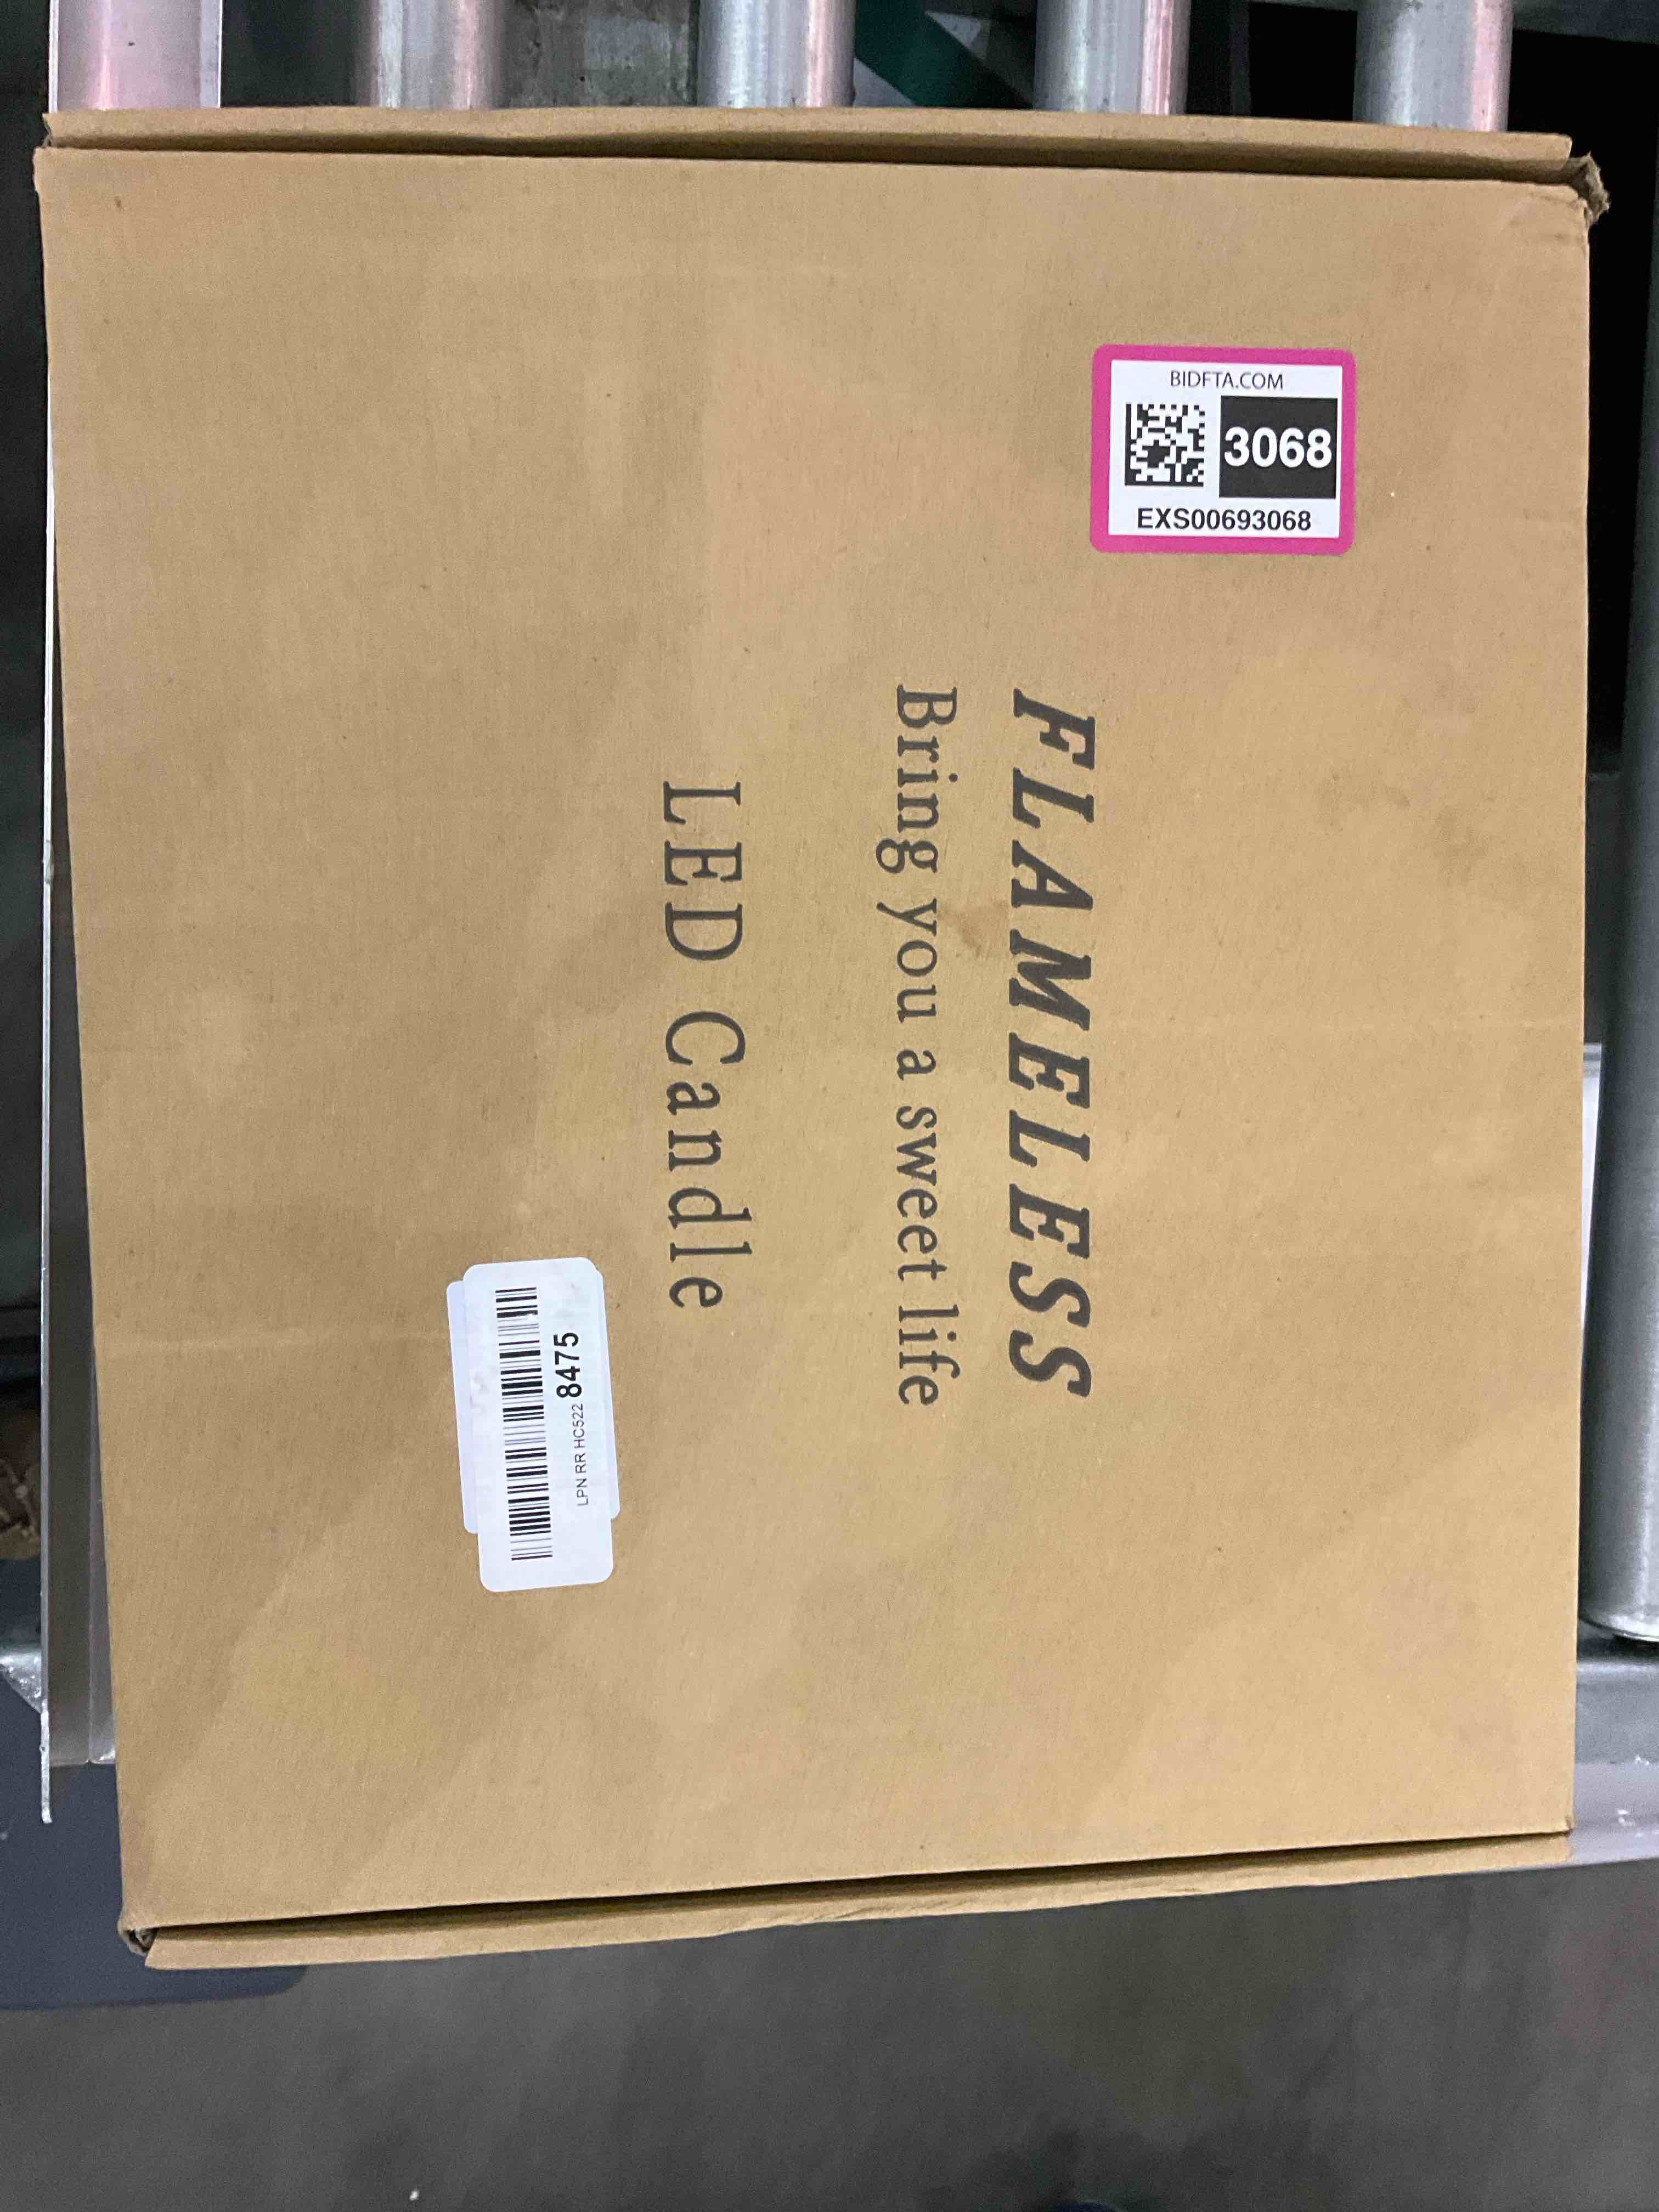 BIDFTA.COM
3068
EXS00693068
FLAMELESS
Bring you a sweet life
LED Candle
LPN RR HC522 8475